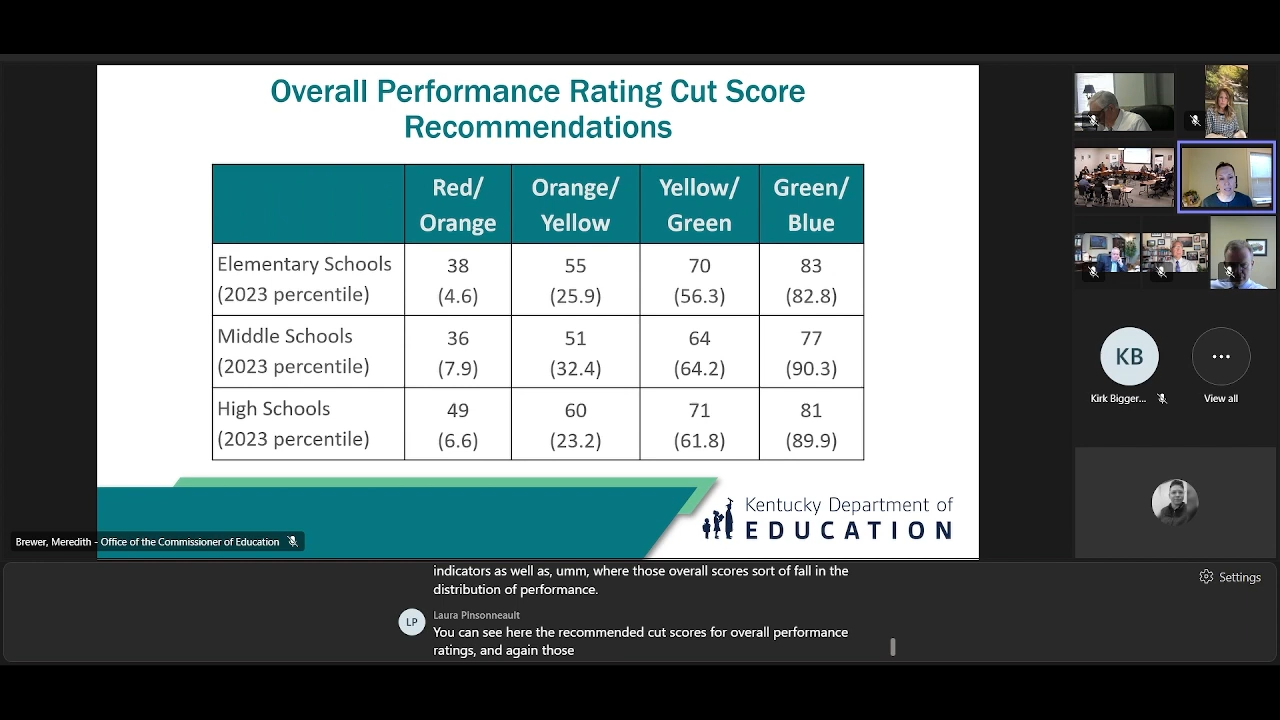 Overall Performance Rating Cut Score
Recommendations
Red/ Orange/ Yellow/ Green/
Orange Yellow Green Blue
Elementary Schools 38 55 70 83
(2023 percentile) (4.6) (25.9) (56.3) (82.8)
Middle Schools 36 51 64 77
(2023 percentile) (7.9) (32.4) (64.2) (90.3)
High Schools 49 60 71 81
(2023 percentile) (6.6) (23.2) (61.8) (89.9)
Kentucky Department of
EDUCATION
Brewer, Meredith - Office of the Commissioner of Education
KB
Kirk Bigger...
View all
indicators as well as, umm, where those overall scores sort of fall in the
distribution of performance.
Settings
LP
Laura Pinsonneault
You can see here the recommended cut scores for overall performance
ratings, and again those